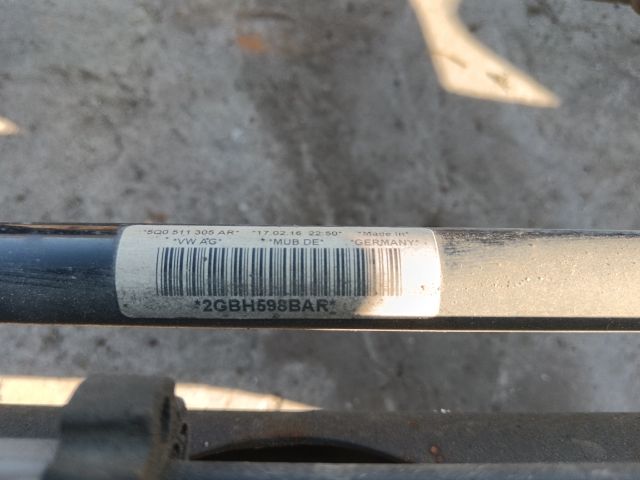 *5Q0 511 305 AR* *17.02.16 22:50* *Made in*
*VW AG* *MUB DE* *GERMANY*
*2GBH598BAR*